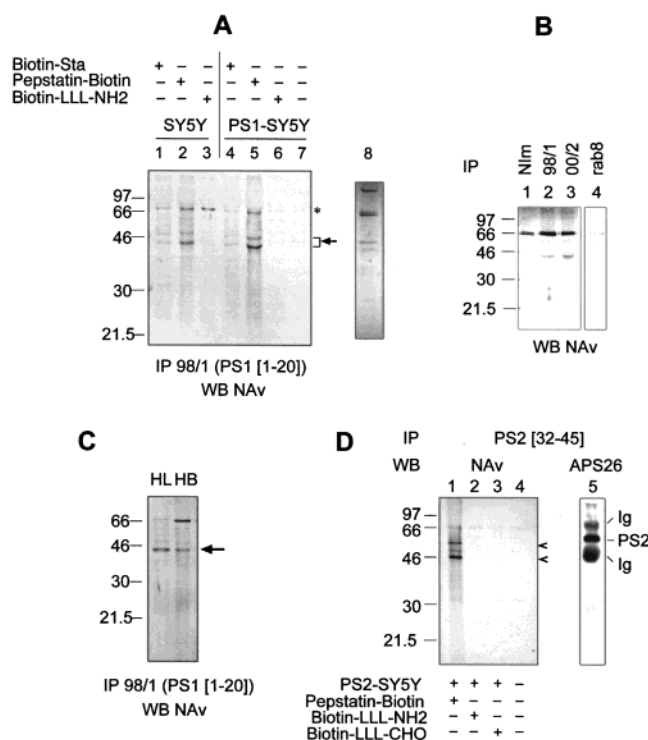 A
Biotin-Sta + – – + – – –
Pepstatin-Biotin – + – – + – –
Biotin-LLL-NH2 – – + – – + –
SY5Y PS1-SY5Y
1 2 3 4 5 6 7 8
97
66 *
46
30
21.5
IP 98/1 (PS1 [1-20])
WB NAv
B
IP NIm 98/1 00/2 rab8
1 2 3 4
97
66
46
30
21.5
WB NAv
C
HL HB
66
46
30
21.5
IP 98/1 (PS1 [1-20])
WB NAv
D
IP PS2 [32-45]
WB NAv APS26
1 2 3 4 5
97
66
46
30
21.5
Ig
PS2
Ig
PS2-SY5Y + + + –
Pepstatin-Biotin + – – –
Biotin-LLL-NH2 – + – –
Biotin-LLL-CHO – – + –